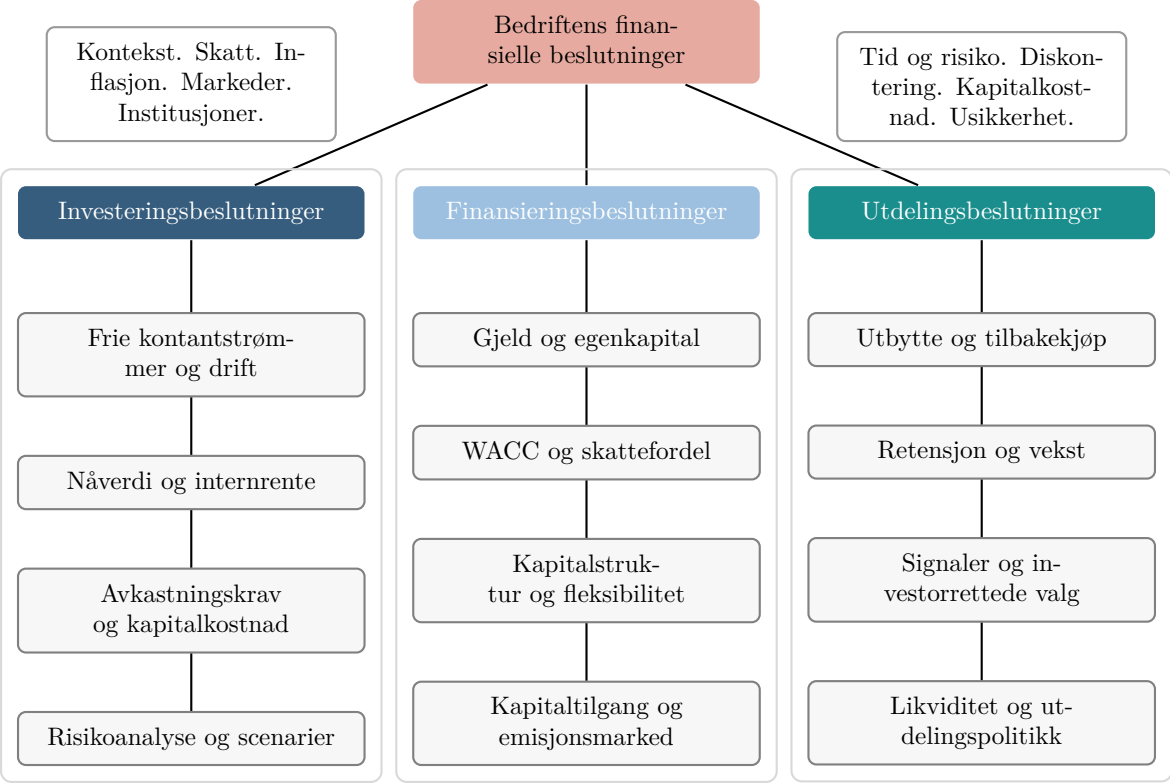 Bedriftens finan-
sielle beslutninger
Kontekst. Skatt. In-
flasjon. Markeder.
Institusjoner.
Tid og risiko. Diskon-
tering. Kapitalkost-
nad. Usikkerhet.
Investeringsbeslutninger
Frie kontantstrøm-
mer og drift
Nåverdi og internrente
Avkastningskrav
og kapitalkostnad
Risikoanalyse og scenarier
Finansieringsbeslutninger
Gjeld og egenkapital
WACC og skattefordel
Kapitalstruk-
tur og fleksibilitet
Kapitaltilgang og
emisjonsmarked
Utdelingsbeslutninger
Utbytte og tilbakekjøp
Retensjon og vekst
Signaler og in-
vestorrettede valg
Likviditet og ut-
delingspolitikk